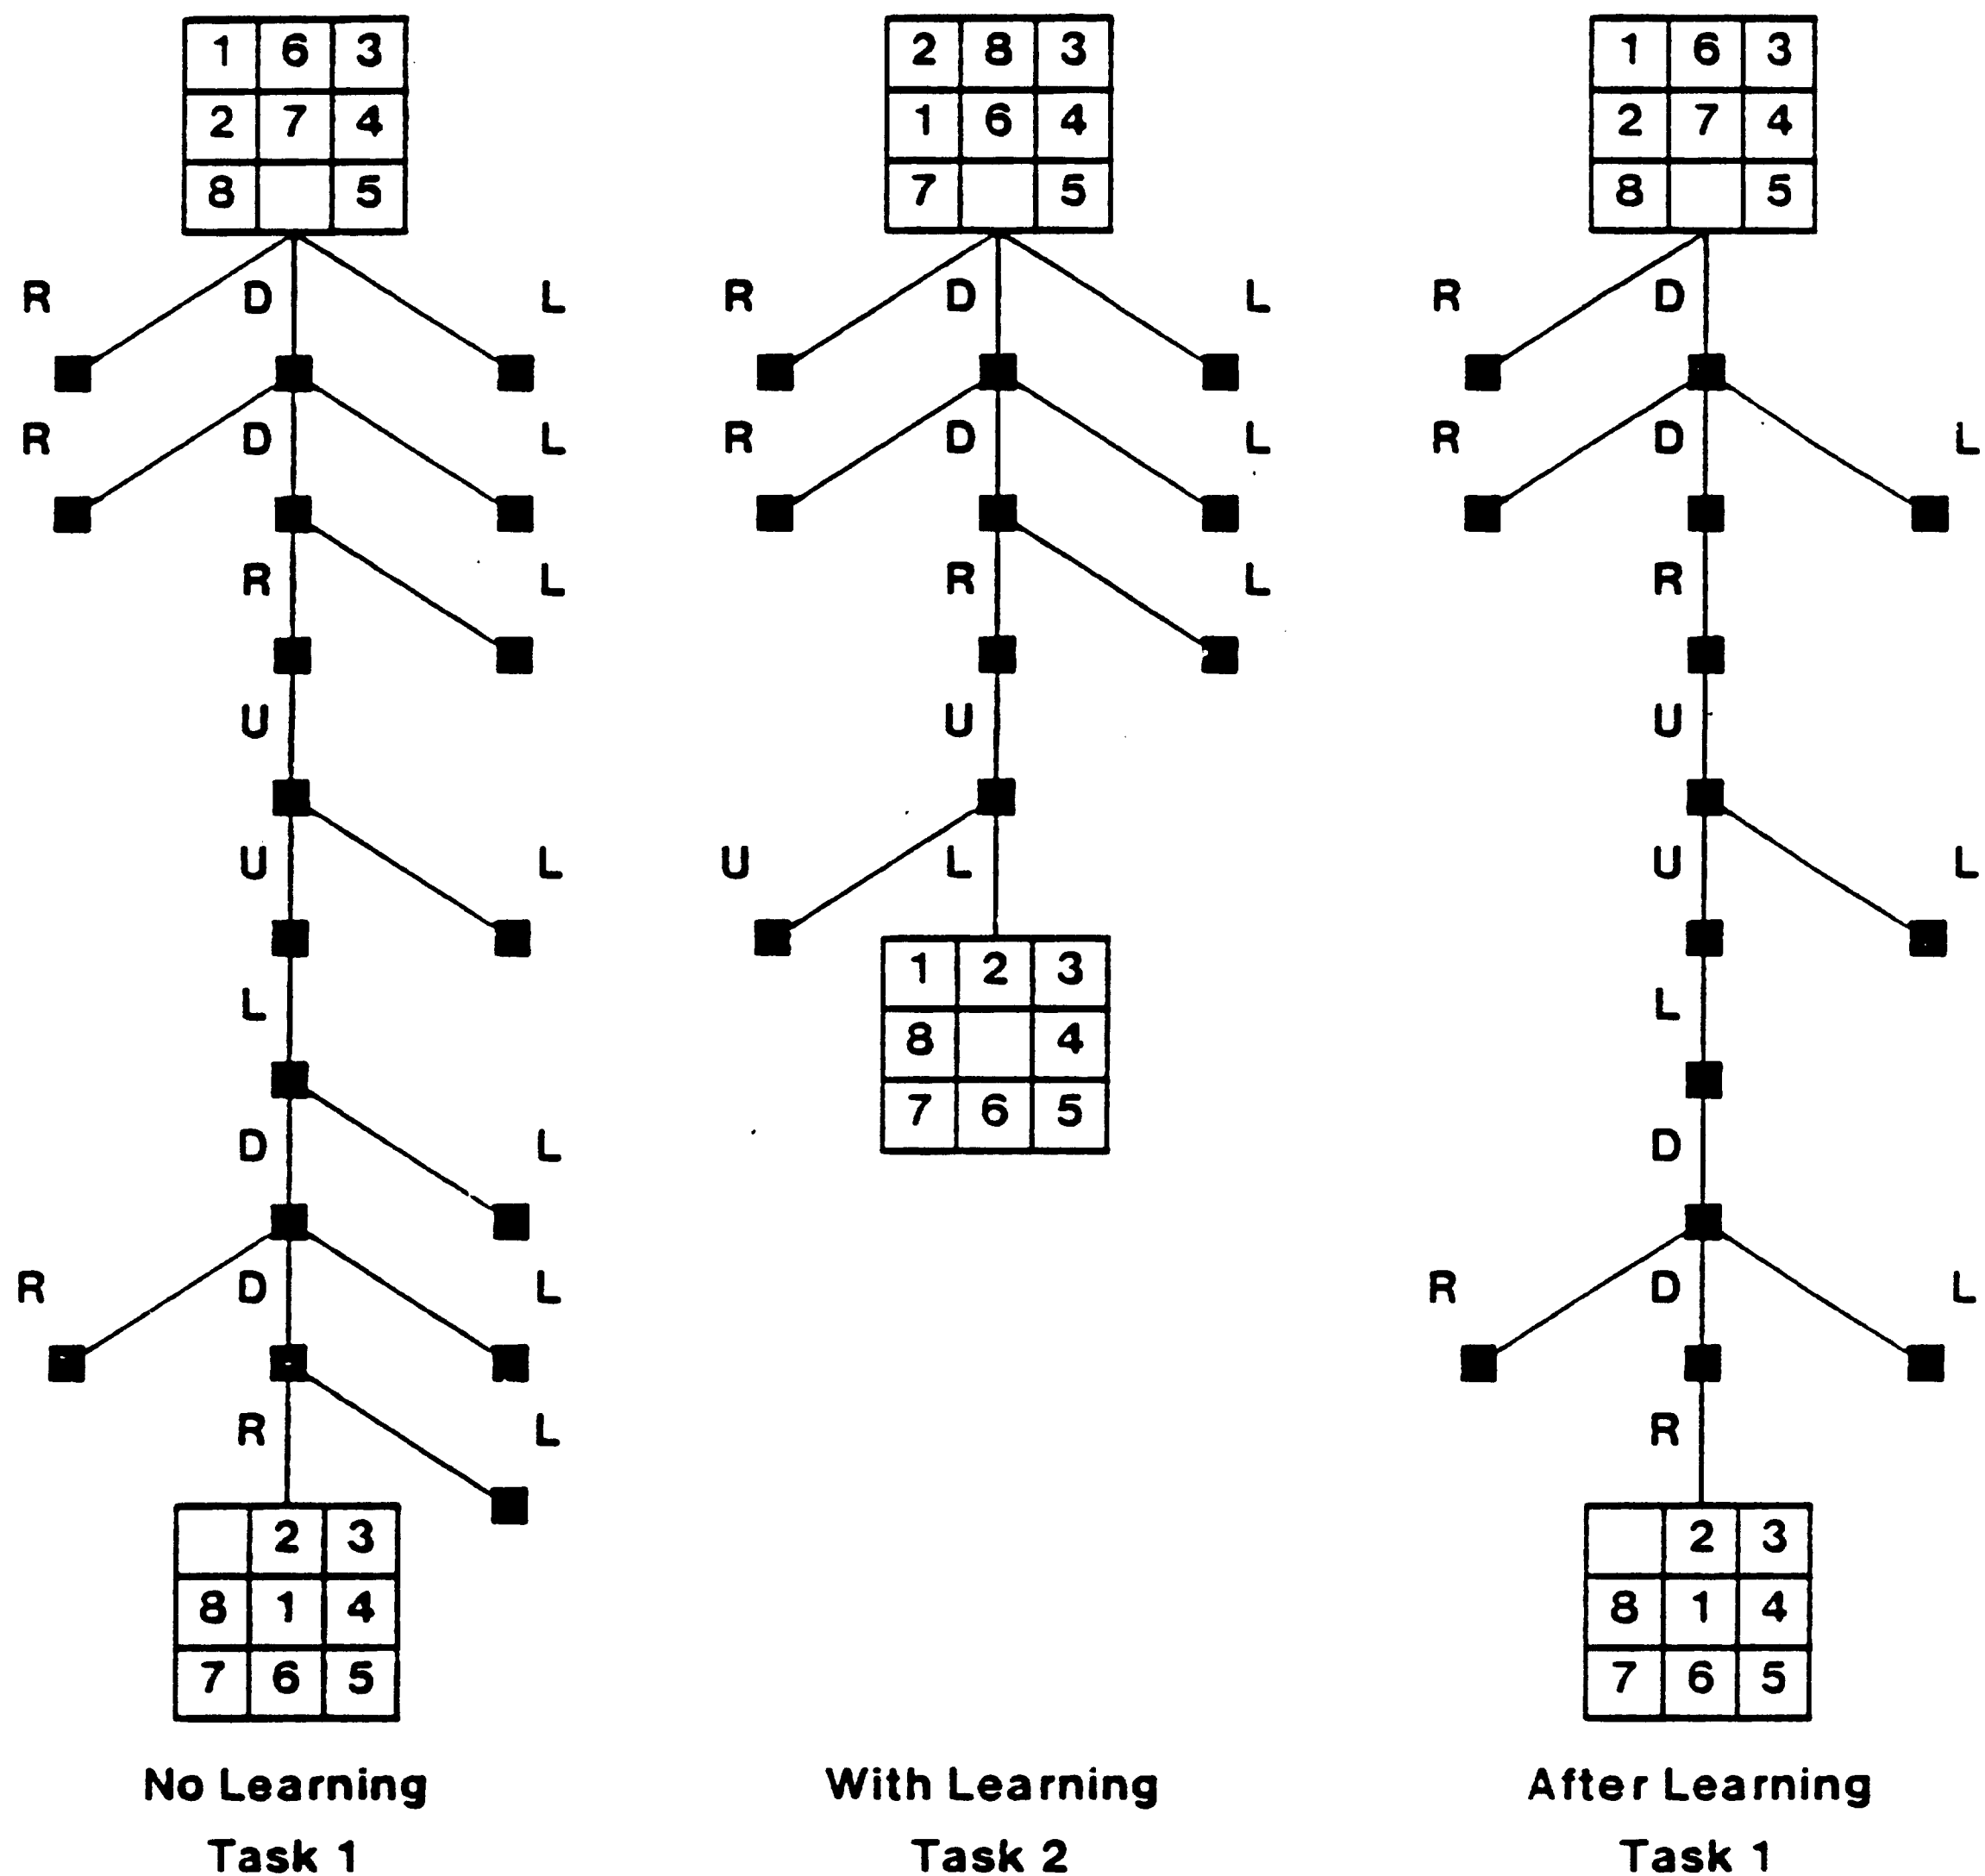 1 6 3 2 8 3 1 6 3
2 7 4 1 6 4 2 7 4
8 5 7 5 8 5
R D L R D L R D
R D L R D L R D L
R L R L R
U U U
U L U L U L
L 1 2 3 L
8 4
D L 7 6 5 D
R D L R D L
R L R
2 3 2 3
8 1 4 8 1 4
7 6 5 7 6 5
No Learning With Learning After Learning
Task 1 Task 2 Task 1